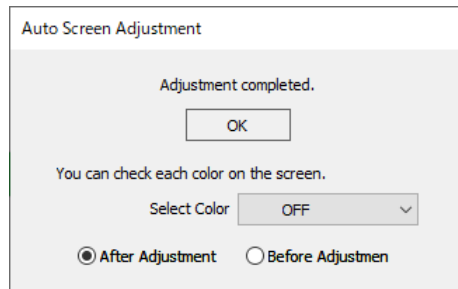 Auto Screen Adjustment
Adjustment completed.
OK
You can check each color on the screen.
Select Color OFF
After Adjustment Before Adjustmen